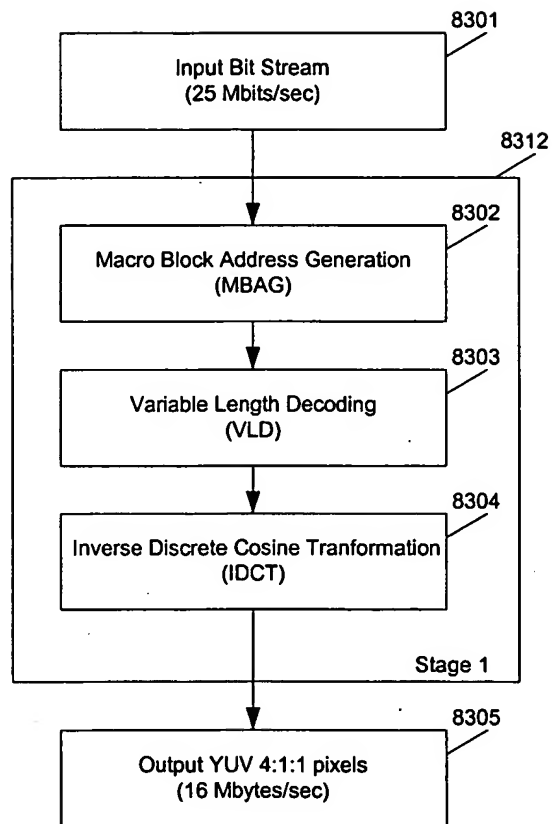 8301
Input Bit Stream
(25 Mbits/sec)
8312
8302
Macro Block Address Generation
(MBAG)
8303
Variable Length Decoding
(VLD)
8304
Inverse Discrete Cosine Tranformation
(IDCT)
Stage 1
8305
Output YUV 4:1:1 pixels
(16 Mbytes/sec)